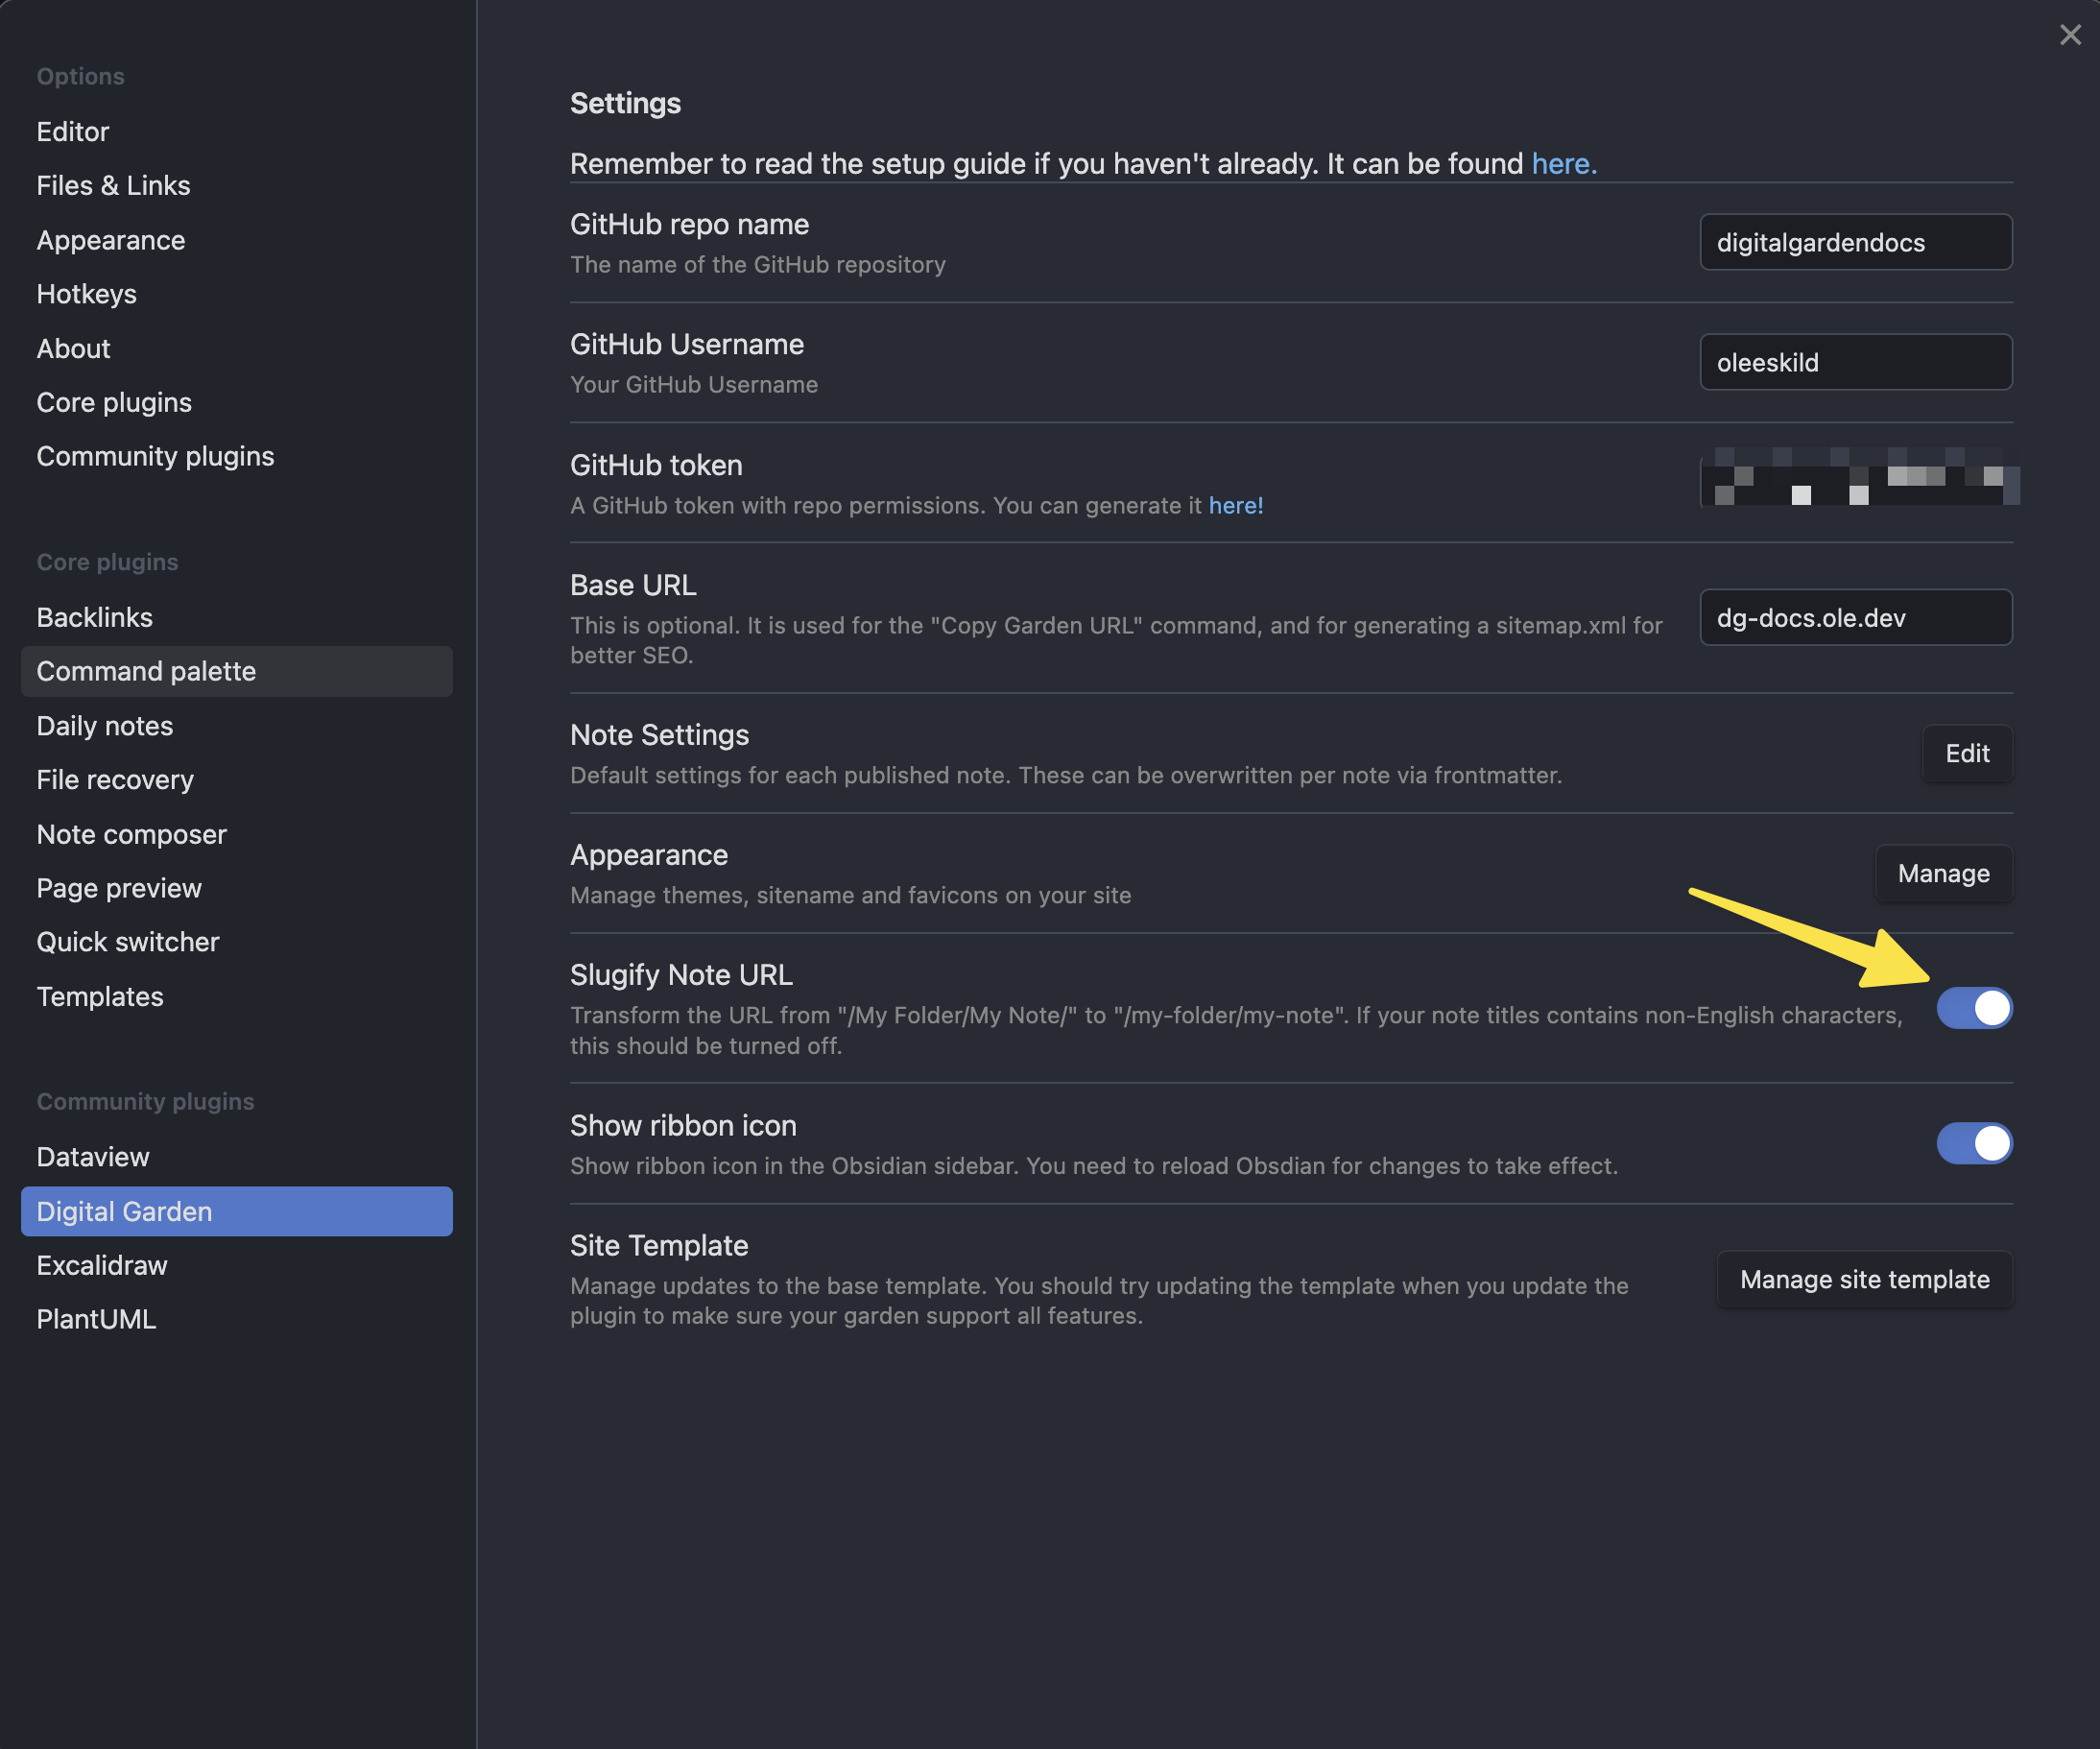 Options
Editor
Files & Links
Appearance
Hotkeys
About
Core plugins
Community plugins
Core plugins
Backlinks
Command palette
Daily notes
File recovery
Note composer
Page preview
Quick switcher
Templates
Community plugins
Dataview
Digital Garden
Excalidraw
PlantUML
Settings
Remember to read the setup guide if you haven't already. It can be found here.
GitHub repo name
The name of the GitHub repository
digitalgardendocs
GitHub Username
Your GitHub Username
oleeskild
GitHub token
A GitHub token with repo permissions. You can generate it here!
Base URL
This is optional. It is used for the "Copy Garden URL" command, and for generating a sitemap.xml for
better SEO.
dg-docs.ole.dev
Note Settings
Default settings for each published note. These can be overwritten per note via frontmatter.
Edit
Appearance
Manage themes, sitename and favicons on your site
Manage
Slugify Note URL
Transform the URL from "/My Folder/My Note/" to "/my-folder/my-note". If your note titles contains non-English characters,
this should be turned off.
Show ribbon icon
Show ribbon icon in the Obsidian sidebar. You need to reload Obsdian for changes to take effect.
Site Template
Manage updates to the base template. You should try updating the template when you update the
plugin to make sure your garden support all features.
Manage site template